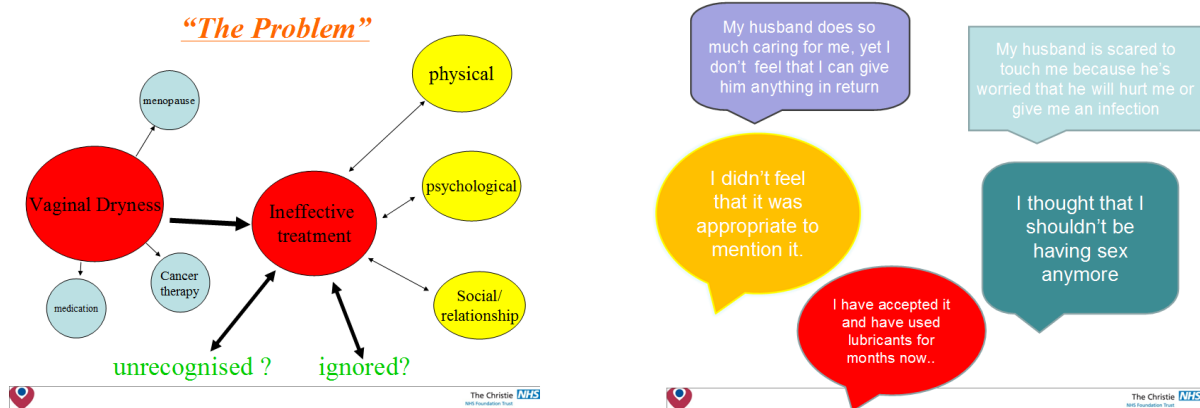 “The Problem”
physical
menopause
Vaginal Dryness
Ineffective
treatment
psychological
Cancer
therapy
medication
Social/
relationship
unrecognised ?
ignored?
The Christie NHS
NHS Foundation Trust
My husband does so
much caring for me, yet I
don’t feel that I can give
him anything in return
My husband is scared to
touch me because he’s
worried that he will hurt me or
give me an infection
I didn’t feel
that it was
appropriate to
mention it.
I thought that I
shouldn’t be
having sex
anymore
I have accepted it
and have used
lubricants for
months now..
The Christie NHS
NHS Foundation Trust